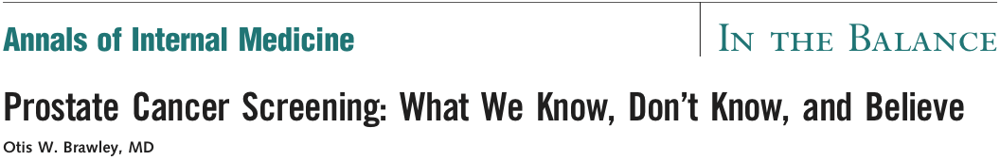 Annals of Internal Medicine
IN THE BALANCE
Prostate Cancer Screening: What We Know, Don't Know, and Believe
Otis W. Brawley, MD